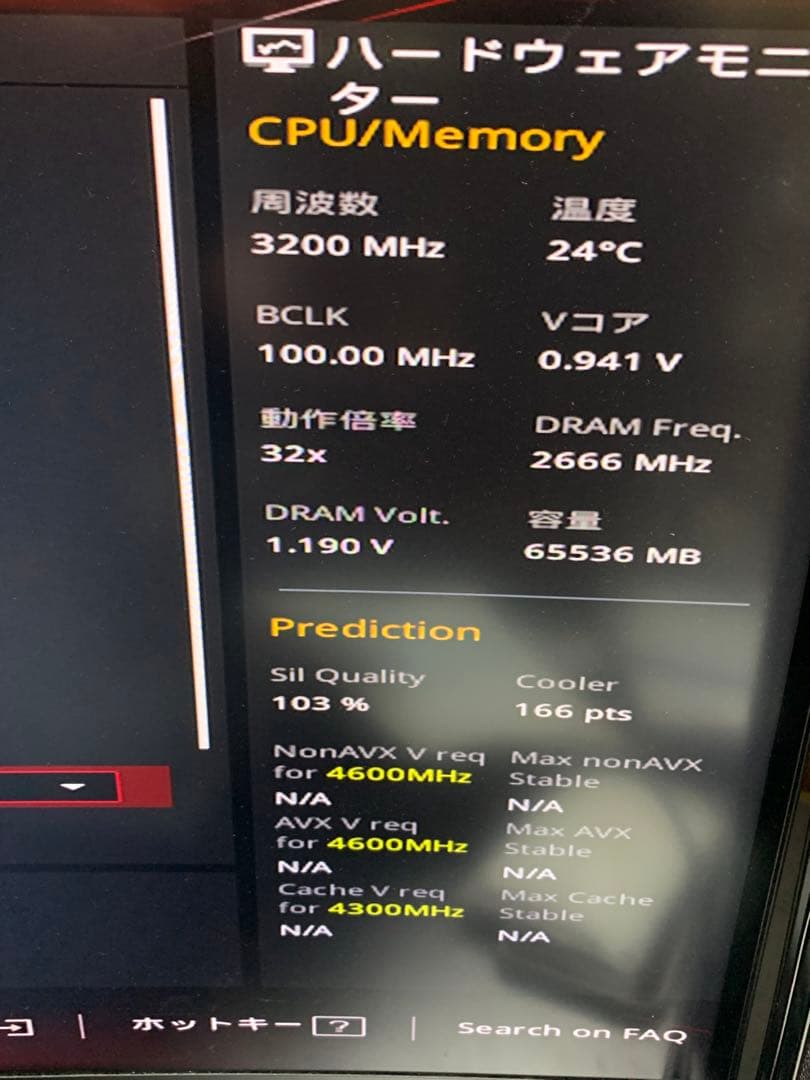 ハードウェアモニ
ター
CPU/Memory
周波数 温度
3200 MHz 24°C
BCLK Vコア
100.00 MHz 0.941 V
動作倍率 DRAM Freq.
32x 2666 MHz
DRAM Volt. 容量
1.190 V 65536 MB
Prediction
Sil Quality Cooler
103 % 166 pts
NonAVX V req Max nonAVX
for 4600MHz Stable
N/A N/A
AVX V req Max AVX
for 4600MHz Stable
N/A N/A
Cache V req Max Cache
for 4300MHz Stable
N/A N/A
| ホットキー ? | Search on FAQ